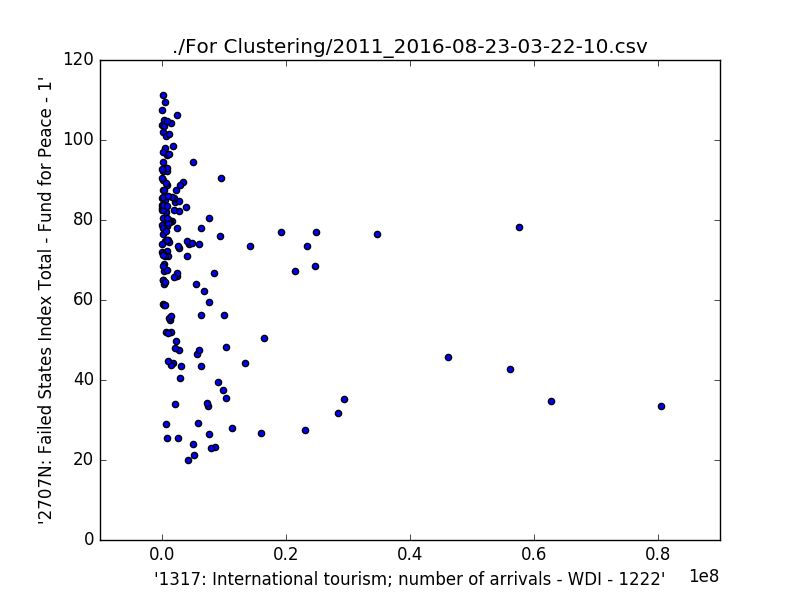 ./For Clustering/2011_2016-08-23-03-22-10.csv
'2707N: Failed States Index Total - Fund for Peace - 1'
120
100
80
60
40
20
0
0.0 0.2 0.4 0.6 0.8
1e8
'1317: International tourism; number of arrivals - WDI - 1222'